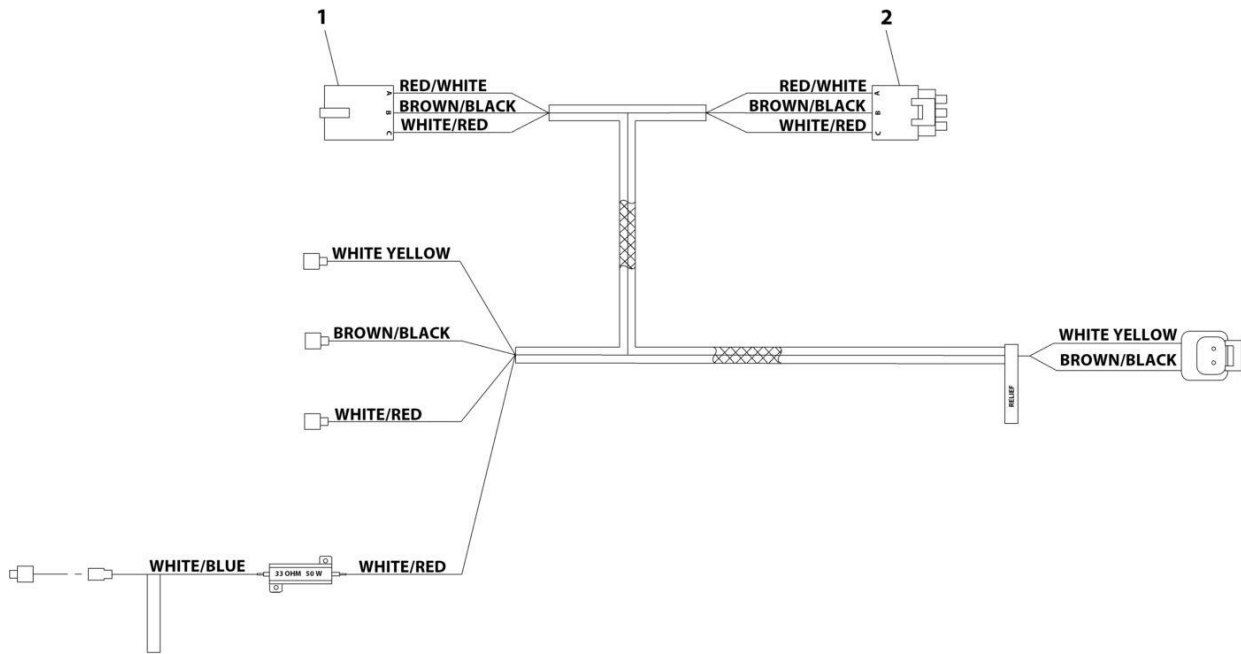 1
2
RED/WHITE
BROWN/BLACK
WHITE/RED
A
B
C
RED/WHITE
BROWN/BLACK
WHITE/RED
A
B
C
WHITE YELLOW
BROWN/BLACK
WHITE/RED
WHITE YELLOW
BROWN/BLACK
RELIEF
WHITE/BLUE
33 OHM 50 W
WHITE/RED